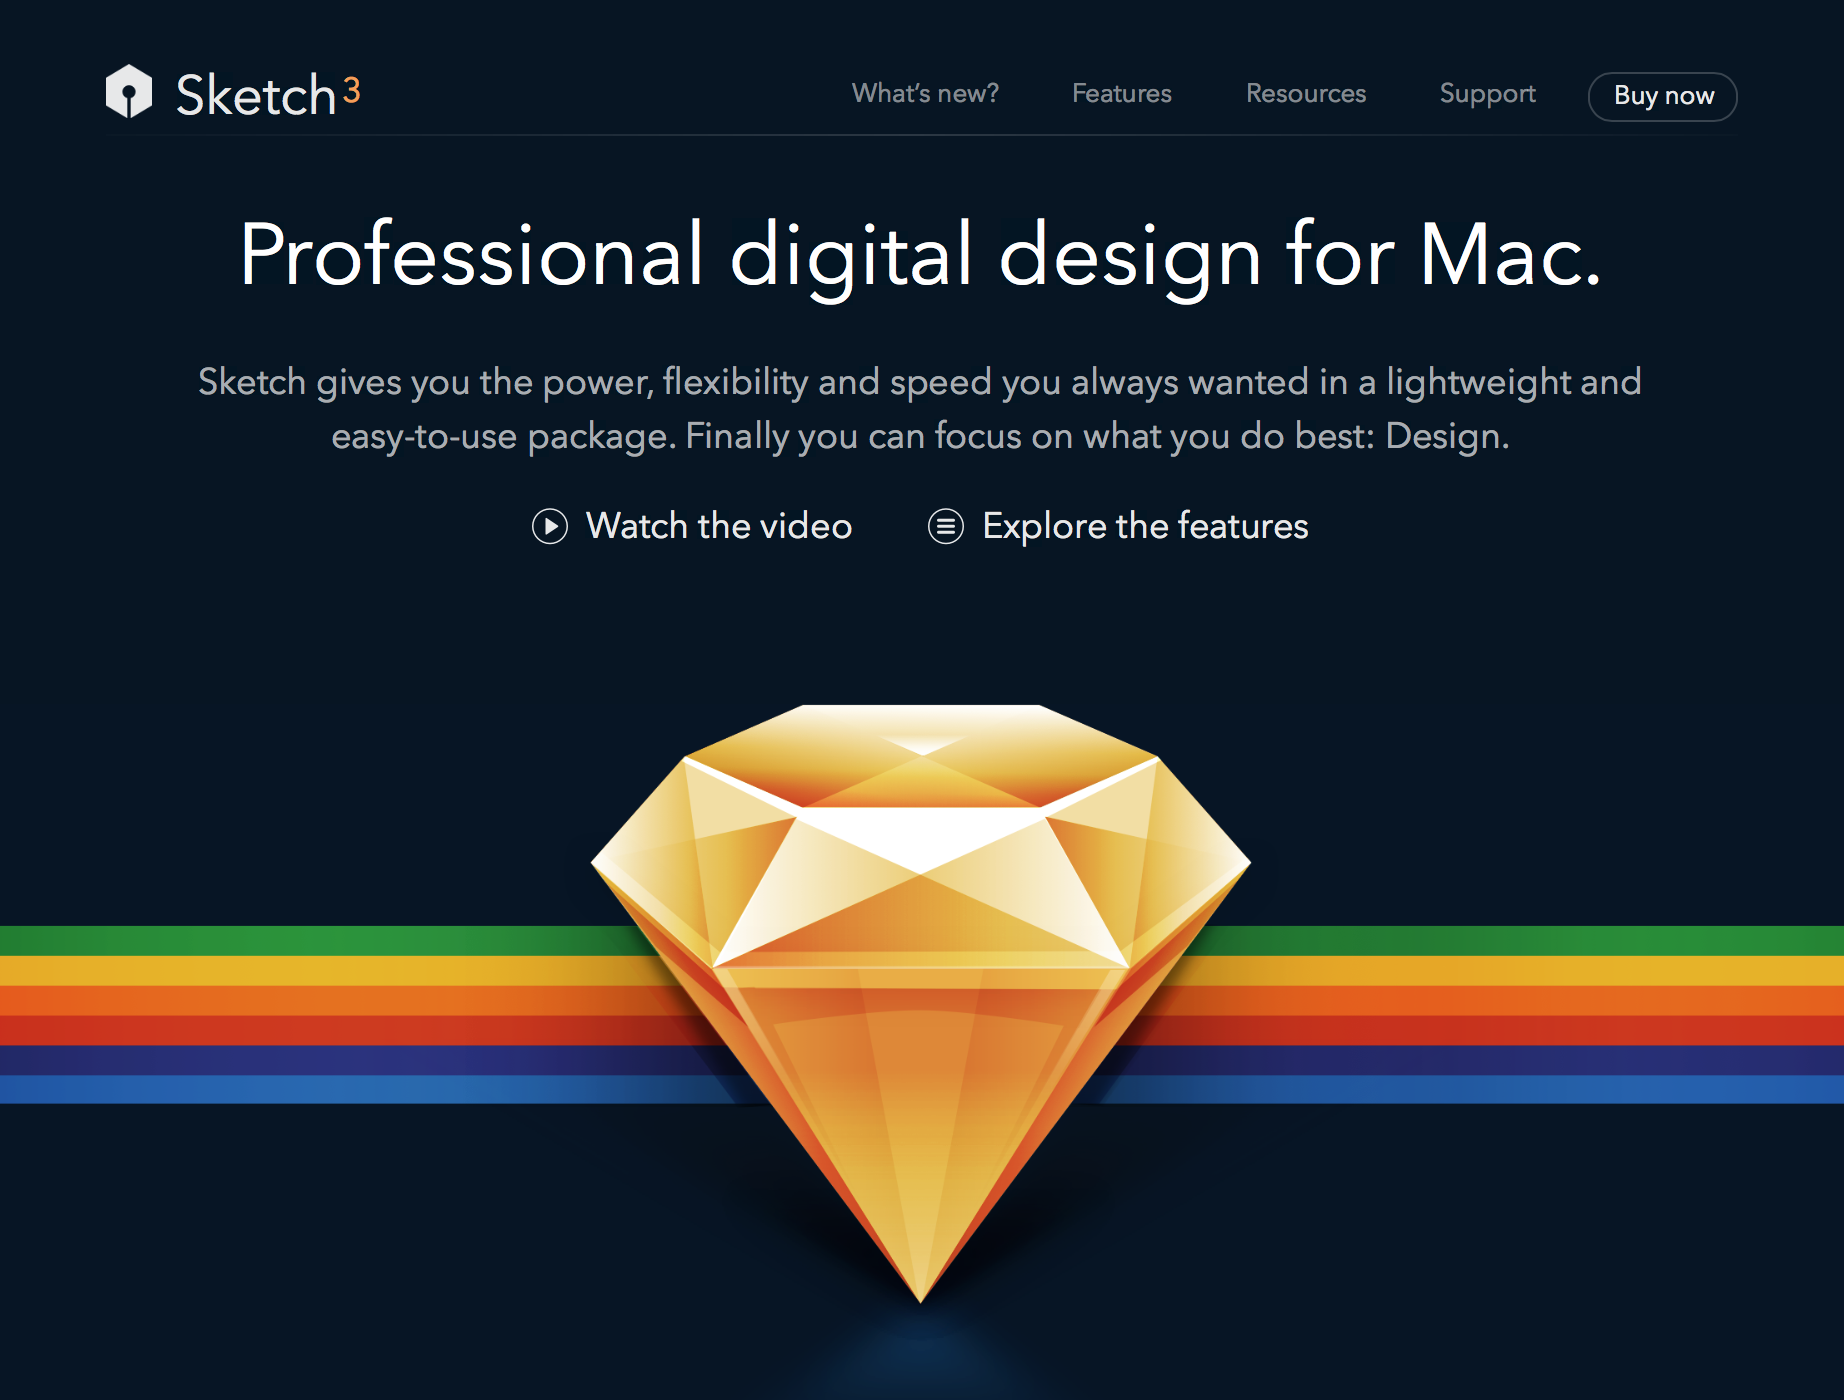 Sketch 3
What's new?
Features
Resources
Support
Buy now
Professional digital design for Mac.
Sketch gives you the power, flexibility and speed you always wanted in a lightweight and
easy-to-use package. Finally you can focus on what you do best: Design.
Watch the video
Explore the features